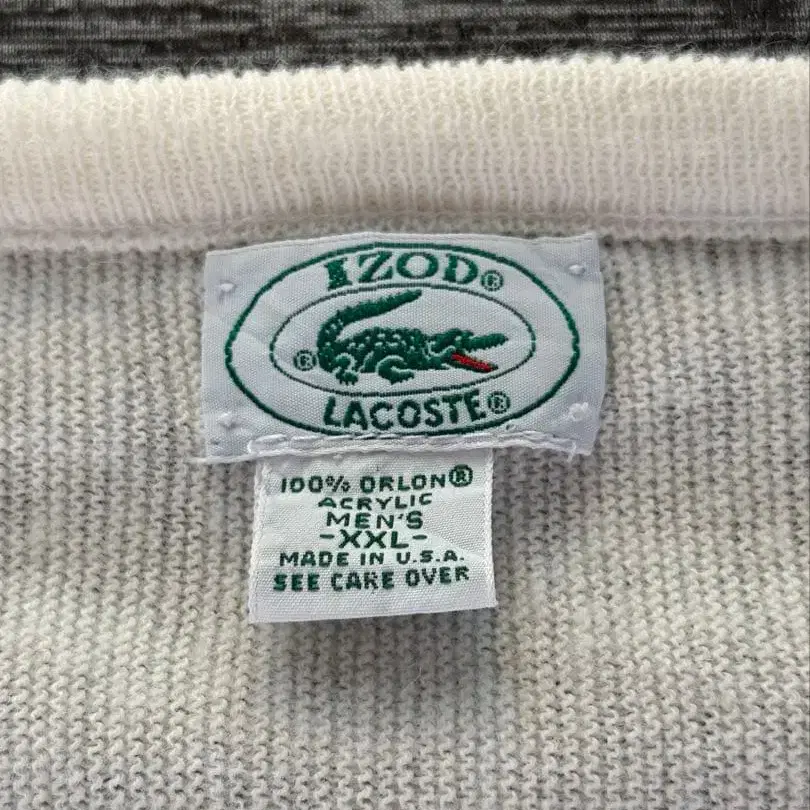 IZOD®
®
LACOSTE®
100% ORLON®
ACRYLIC
MEN'S
-XXL-
MADE IN U.S.A.
SEE CARE OVER